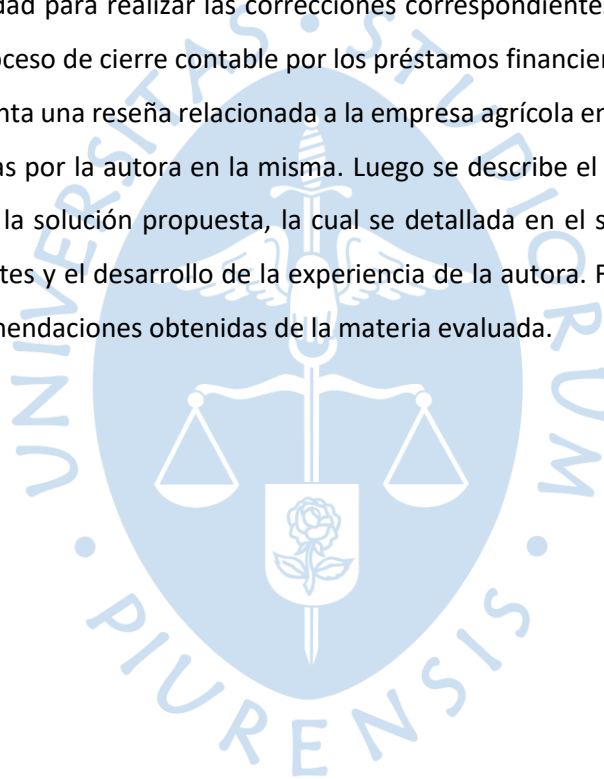 idad para realizar las correcciones correspondientes
oceso de cierre contable por los préstamos financier
nta una reseña relacionada a la empresa agrícola en
as por la autora en la misma. Luego se describe el
la solución propuesta, la cual se detallada en el s
tes y el desarrollo de la experiencia de la autora. F
mendaciones obtenidas de la materia evaluada.
UNIVERSITAS • STUDIORUM • PIURENSIS •